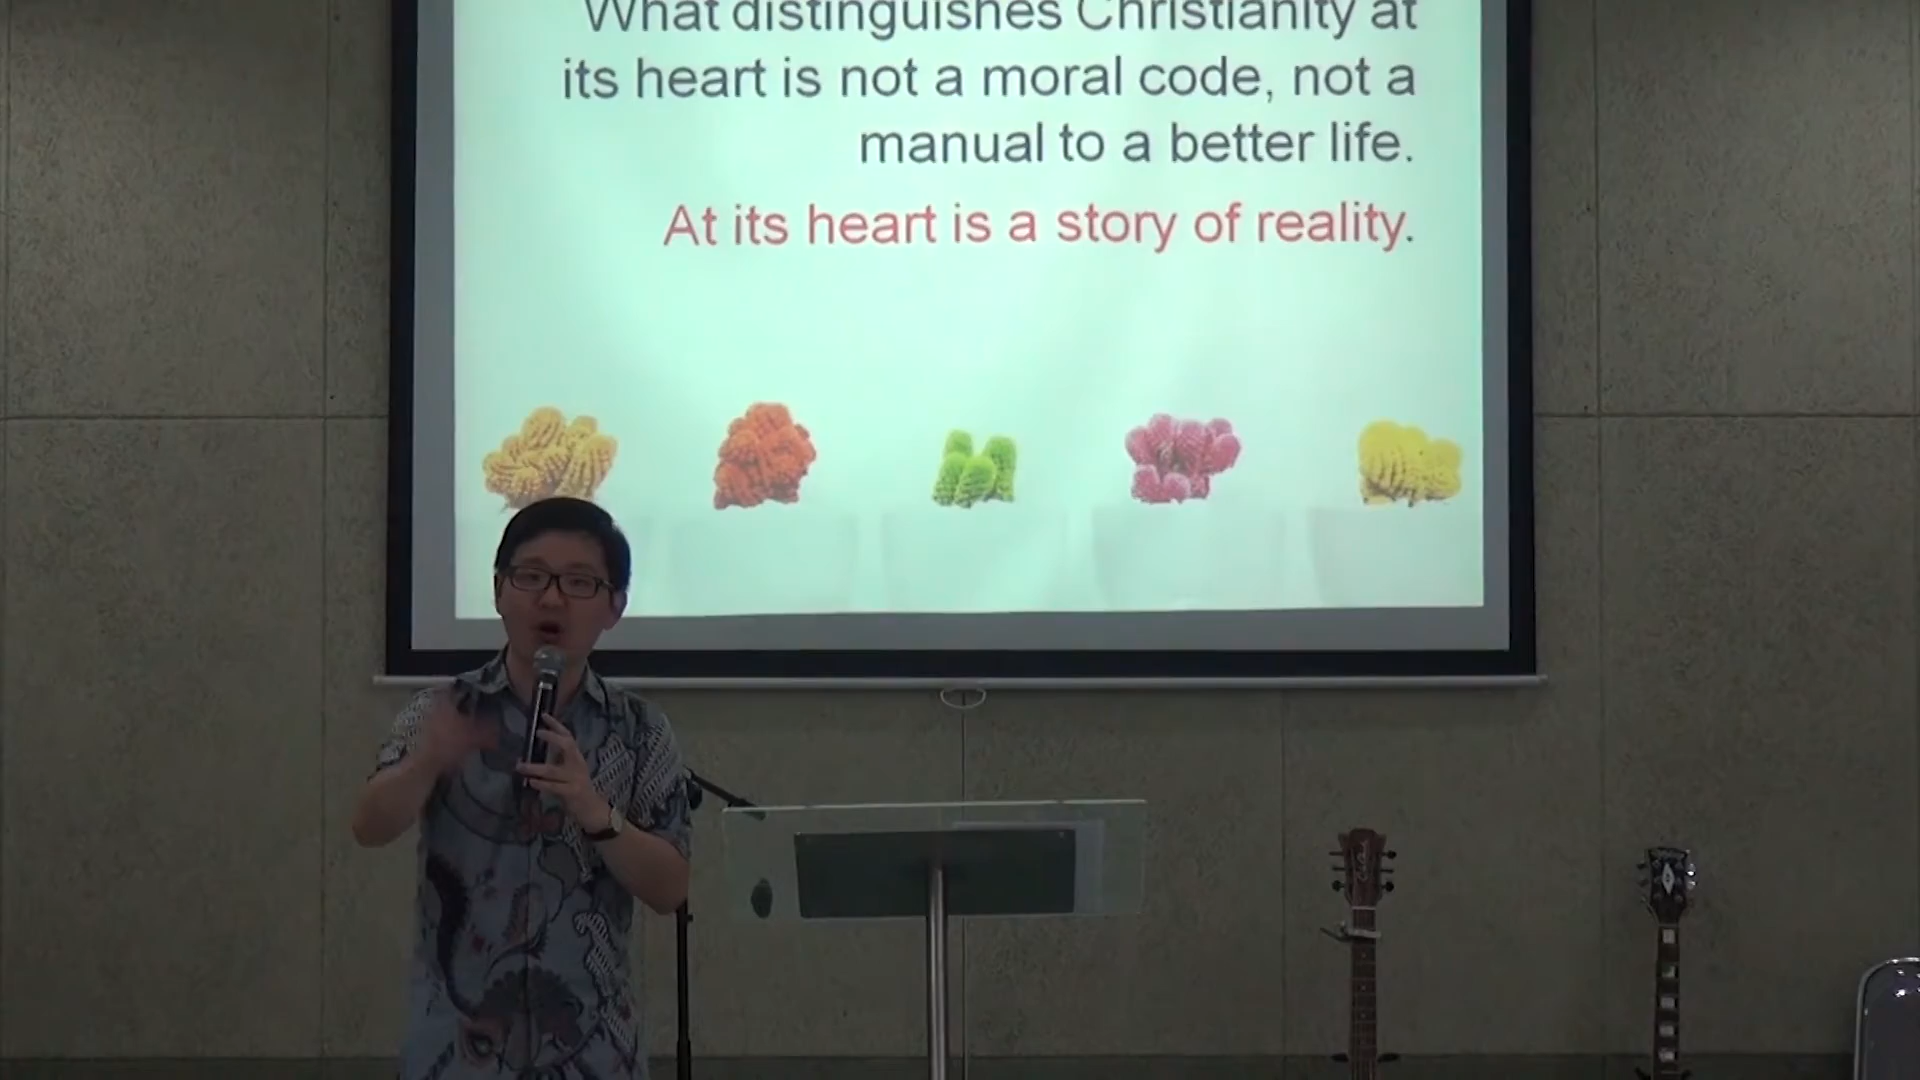 What distinguishes Christianity at
its heart is not a moral code, not a
manual to a better life.
At its heart is a story of reality.